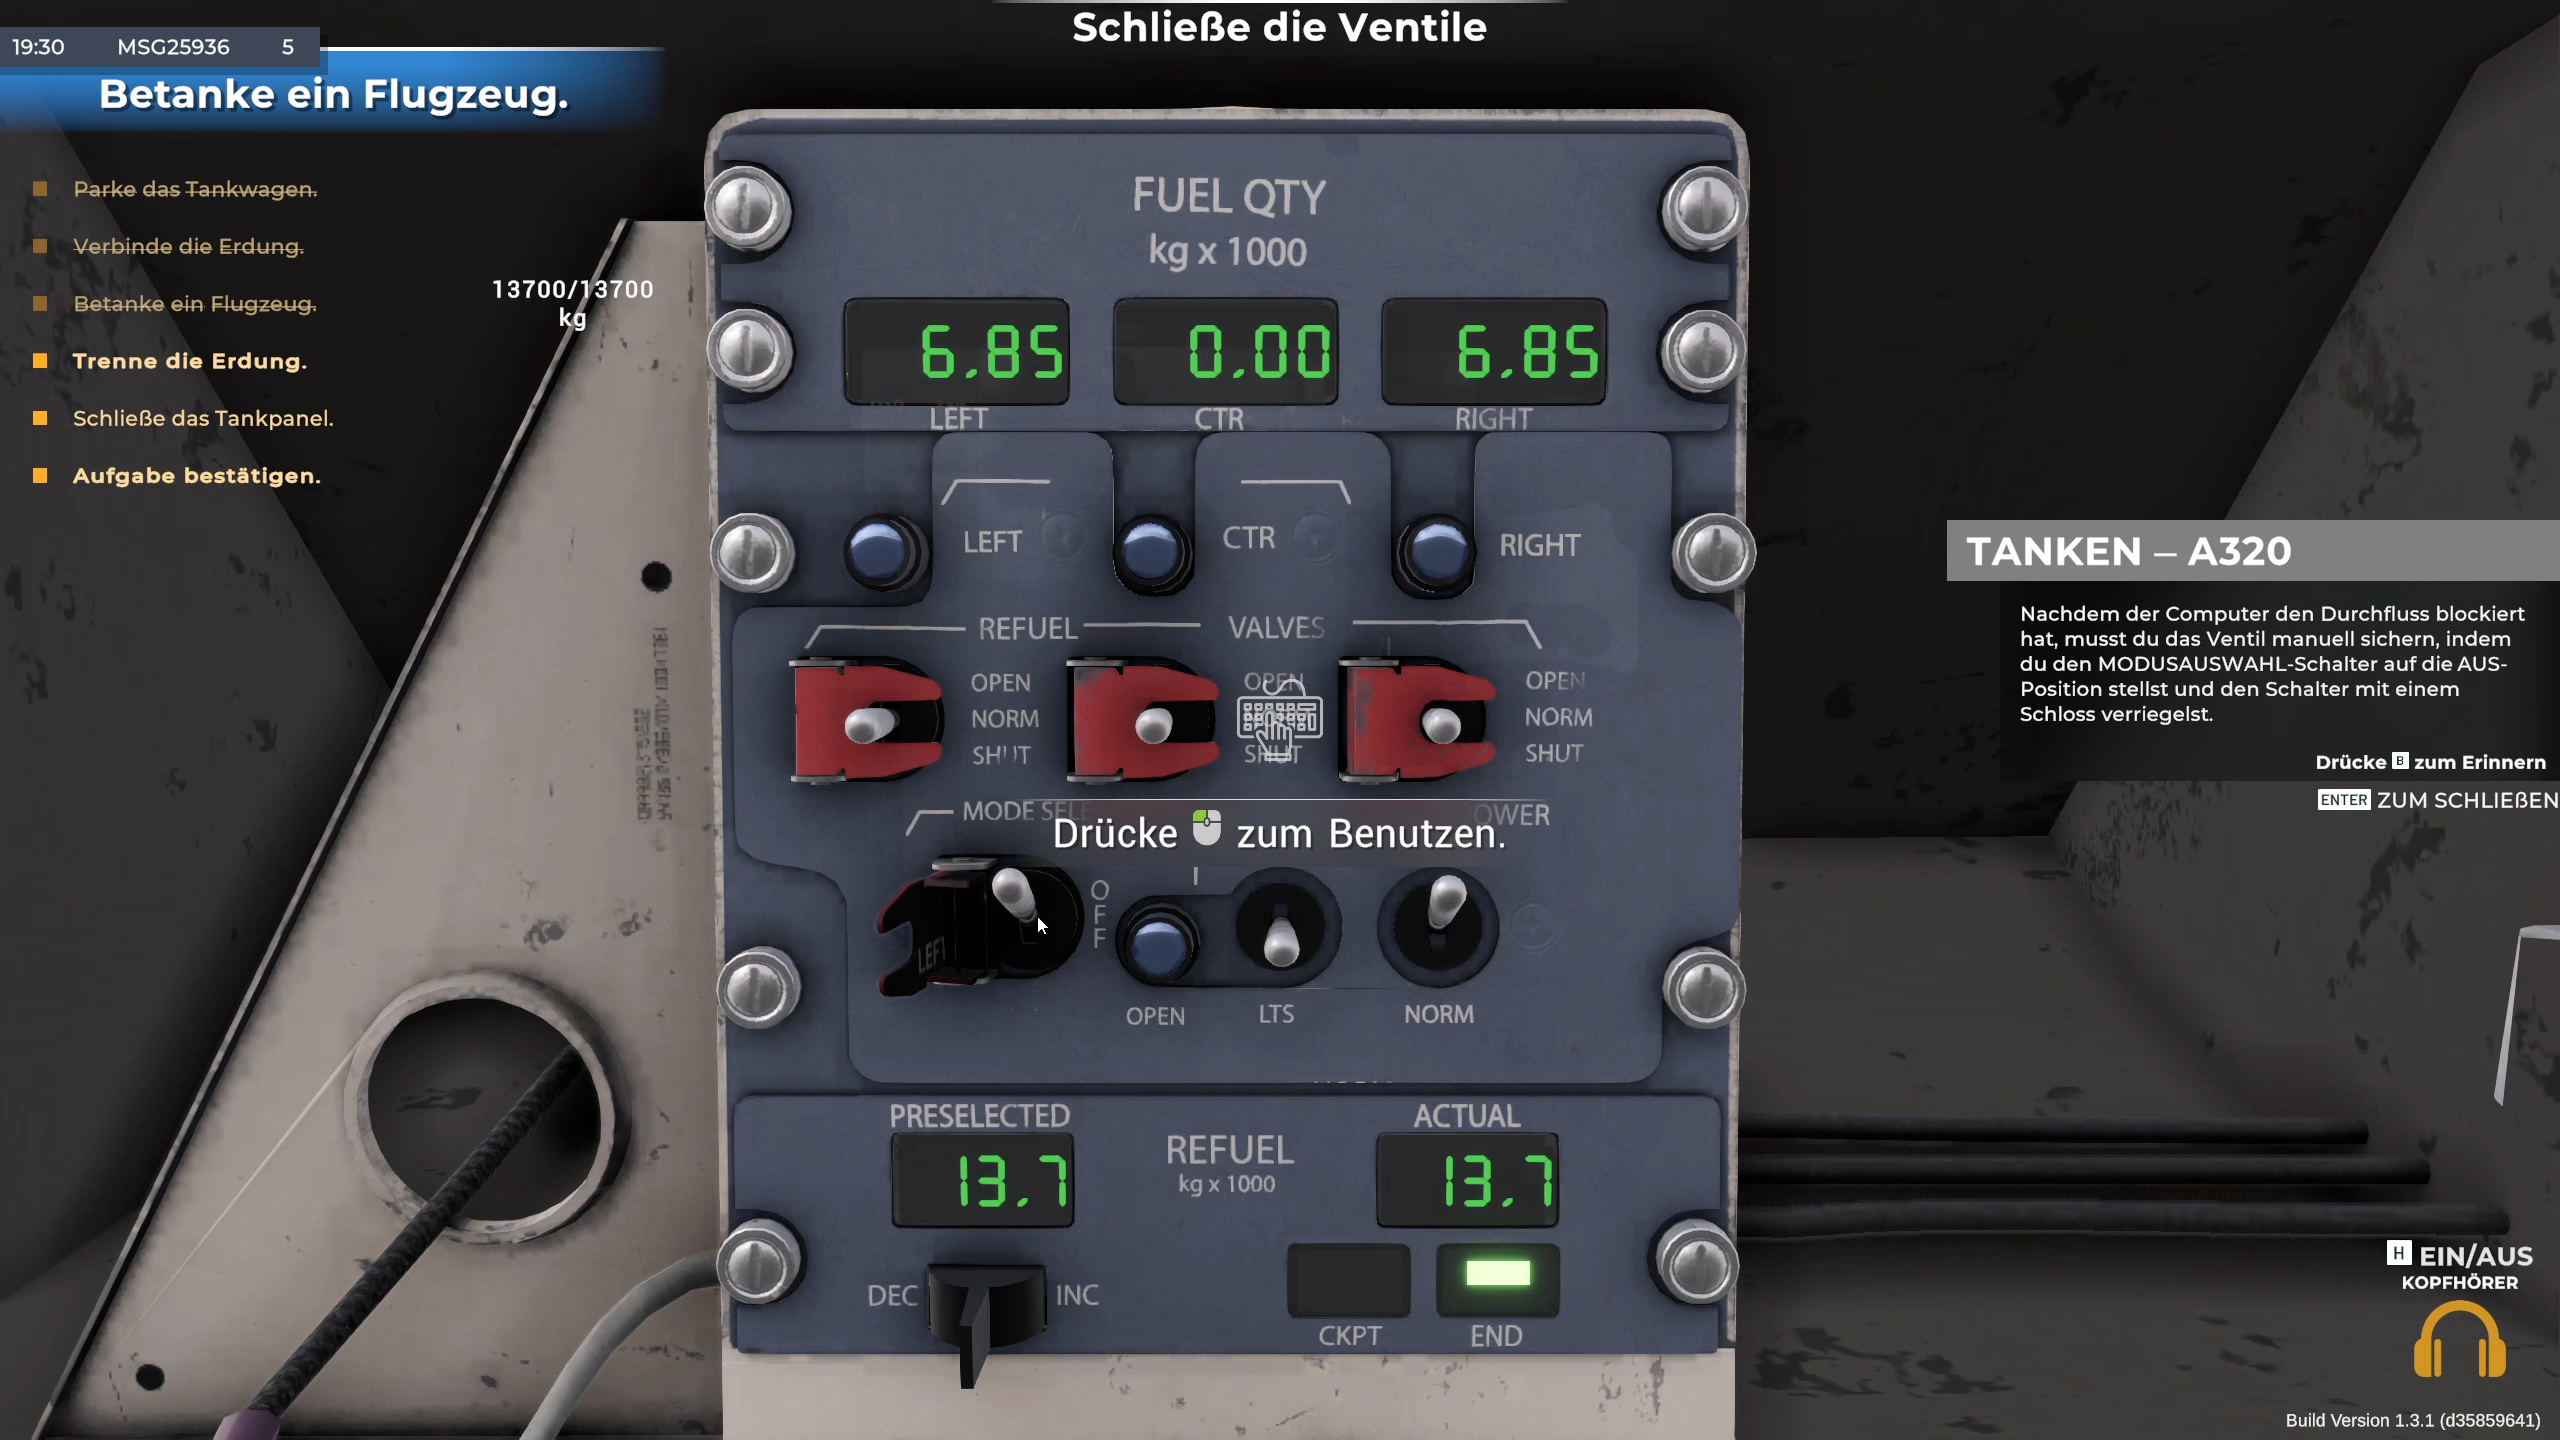 Schließe die Ventile
19:30 MSG25936 5
Betanke ein Flugzeug.
Parke das Tankwagen.
Verbinde die Erdung.
Betanke ein Flugzeug.
13700/13700
kg
Trenne die Erdung.
Schließe das Tankpanel.
Aufgabe bestätigen.
FUEL QTY
kg x 1000
6.85 0.00 6.85
LEFT CTR RIGHT
LEFT CTR RIGHT
REFUEL VALVES
OPEN OPEN OPEN
NORM NORM
SHUT SHUT SHUT
MODE SELE OWER
Drücke zum Benutzen.
LEFT
OFF
OPEN LTS NORM
PRESELECTED ACTUAL
REFUEL
kg x 1000
13.7 13.7
DEC INC
CKPT END
TANKEN – A320
Nachdem der Computer den Durchfluss blockiert
hat, musst du das Ventil manuell sichern, indem
du den MODUSAUSWAHL-Schalter auf die AUS-
Position stellst und den Schalter mit einem
Schloss verriegelst.
Drücke B zum Erinnern
ENTER ZUM SCHLIEßEN
H EIN/AUS
KOPFHÖRER
Build Version 1.3.1 (d35859641)